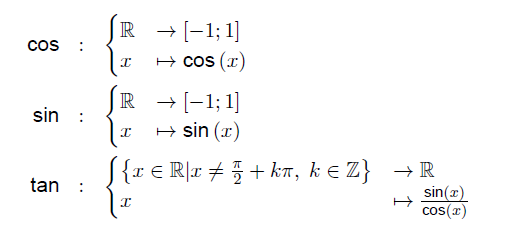 cos : { ℝ → [−1; 1]
x ↦ cos (x)
sin : { ℝ → [−1; 1]
x ↦ sin (x)
tan : { {x ∈ ℝ|x ≠ π/2 + kπ, k ∈ ℤ} → ℝ
x ↦ sin(x)/cos(x)